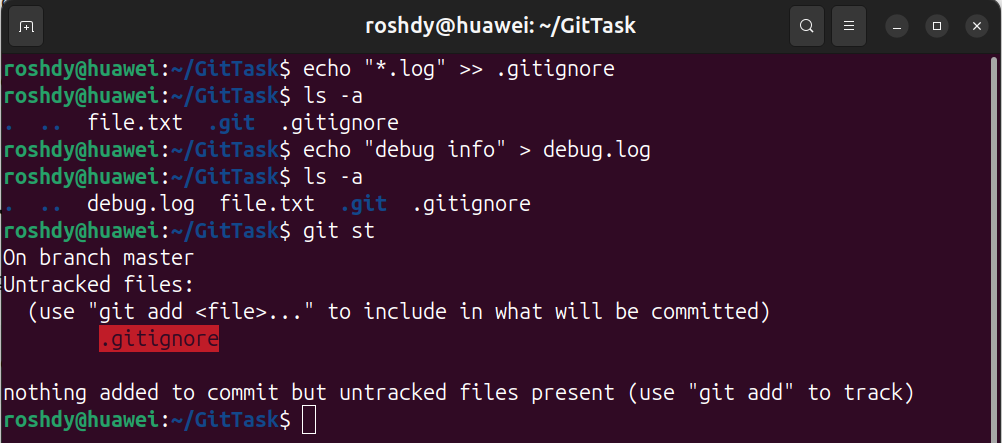 roshdy@huawei: ~/GitTask
roshdy@huawei:~/GitTask$ echo "*.log" >> .gitignore
roshdy@huawei:~/GitTask$ ls -a
.  ..  file.txt  .git  .gitignore
roshdy@huawei:~/GitTask$ echo "debug info" > debug.log
roshdy@huawei:~/GitTask$ ls -a
.  ..  debug.log  file.txt  .git  .gitignore
roshdy@huawei:~/GitTask$ git st
On branch master
Untracked files:
  (use "git add <file>..." to include in what will be committed)
        .gitignore

nothing added to commit but untracked files present (use "git add" to track)
roshdy@huawei:~/GitTask$